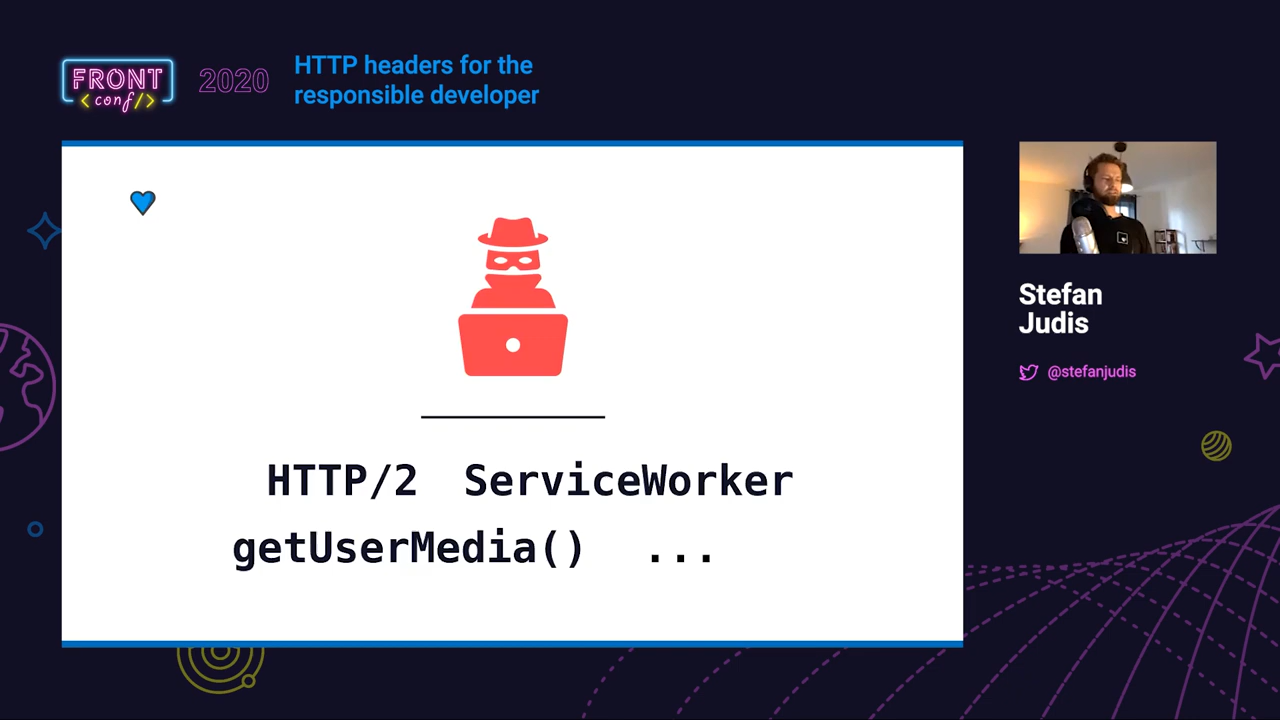 FRONT
<conf/>
2020
HTTP headers for the
responsible developer
HTTP/2 ServiceWorker
getUserMedia() ...
Stefan
Judis
@stefanjudis